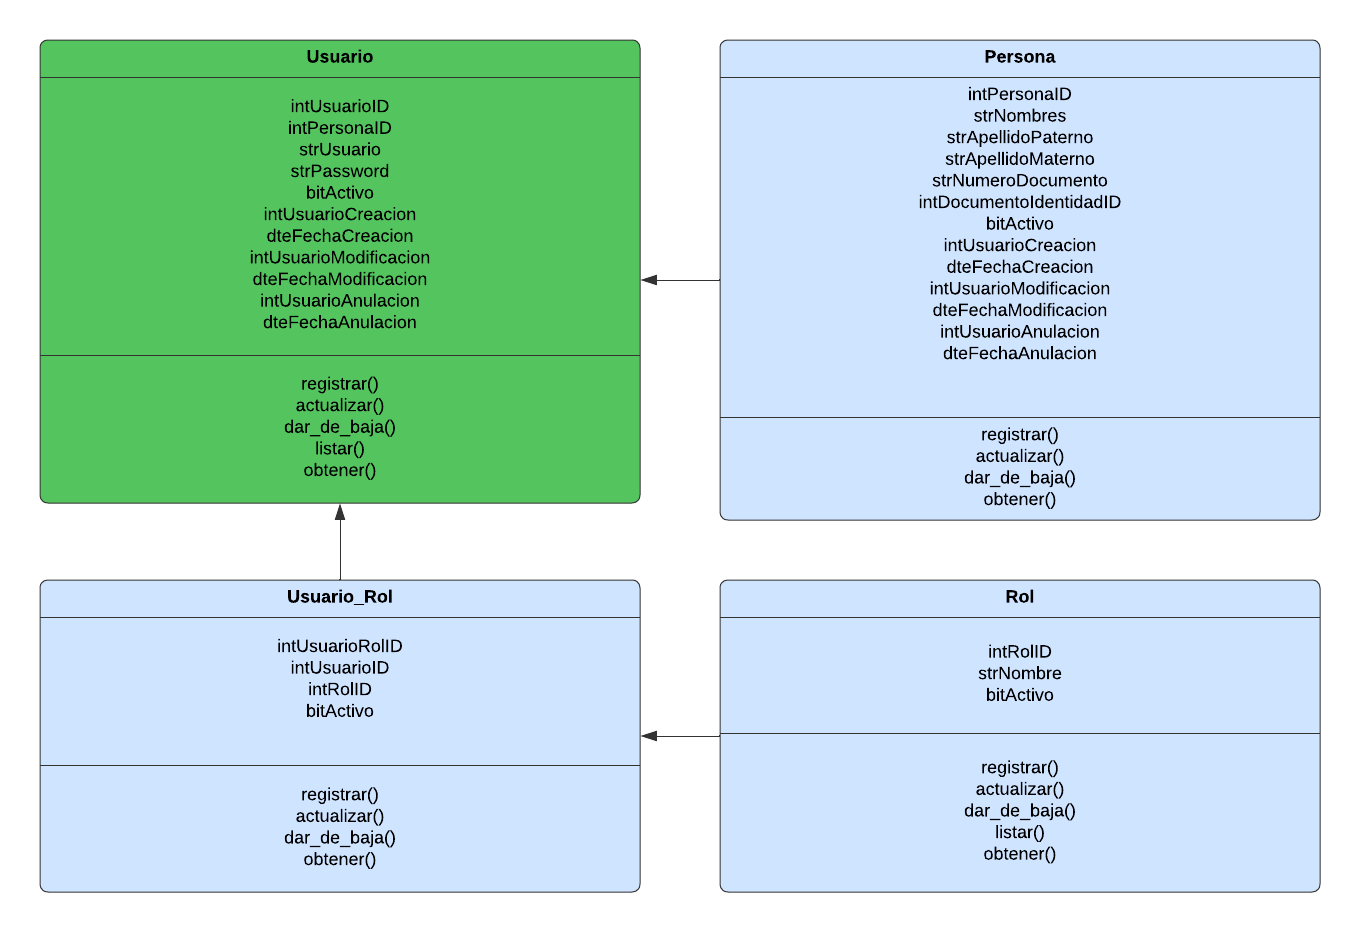 Usuario
intUsuarioID
intPersonaID
strUsuario
strPassword
bitActivo
intUsuarioCreacion
dteFechaCreacion
intUsuarioModificacion
dteFechaModificacion
intUsuarioAnulacion
dteFechaAnulacion
registrar()
actualizar()
dar_de_baja()
listar()
obtener()
Persona
intPersonaID
strNombres
strApellidoPaterno
strApellidoMaterno
strNumeroDocumento
intDocumentoIdentidadID
bitActivo
intUsuarioCreacion
dteFechaCreacion
intUsuarioModificacion
dteFechaModificacion
intUsuarioAnulacion
dteFechaAnulacion
registrar()
actualizar()
dar_de_baja()
obtener()
Usuario_Rol
intUsuarioRolID
intUsuarioID
intRolID
bitActivo
registrar()
actualizar()
dar_de_baja()
obtener()
Rol
intRolID
strNombre
bitActivo
registrar()
actualizar()
dar_de_baja()
listar()
obtener()